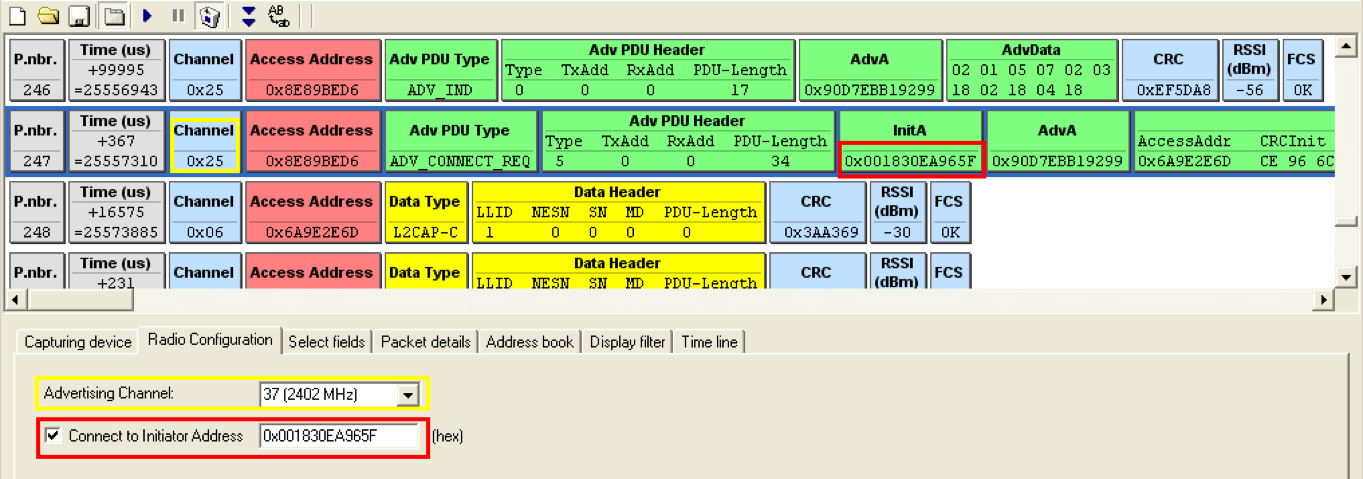 AB
P.nbr. Time (us) Channel Access Address Adv PDU Type Adv PDU Header AdvA AdvData CRC RSSI (dBm) FCS
+99995 Type TxAdd RxAdd PDU-Length 02 01 05 07 02 03
246 =25556943 0x25 0x8E89BED6 ADV_IND 0 0 0 17 0x90D7EBB19299 18 02 18 04 18 0xEF5DA8 -56 OK
P.nbr. Time (us) Channel Access Address Adv PDU Type Adv PDU Header InitA AdvA
+367 Type TxAdd RxAdd PDU-Length AccessAddr CRCInit
247 =25557310 0x25 0x8E89BED6 ADV_CONNECT_REQ 5 0 0 34 0x001830EA965F 0x90D7EBB19299 0x6A9E2E6D CE 96 6C
P.nbr. Time (us) Channel Access Address Data Type Data Header CRC RSSI (dBm) FCS
+16575 LLID NESN SN MD PDU-Length
248 =25573885 0x06 0x6A9E2E6D L2CAP-C 1 0 0 0 0 0x3AA369 -30 OK
P.nbr. Time (us) Channel Access Address Data Type Data Header CRC RSSI (dBm) FCS
+231 LLID NESN SN MD PDU-Length
Capturing device Radio Configuration Select fields Packet details Address book Display filter Time line
Advertising Channel: 37 (2402 MHz)
Connect to Initiator Address 0x001830EA965F (hex)